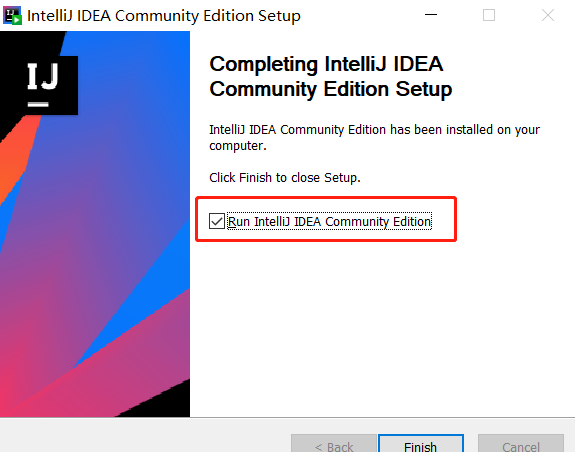 IntelliJ IDEA Community Edition Setup
IJ
Completing IntelliJ IDEA
Community Edition Setup
IntelliJ IDEA Community Edition has been installed on your
computer.
Click Finish to close Setup.
Run IntelliJ IDEA Community Edition
< Back
Finish
Cancel